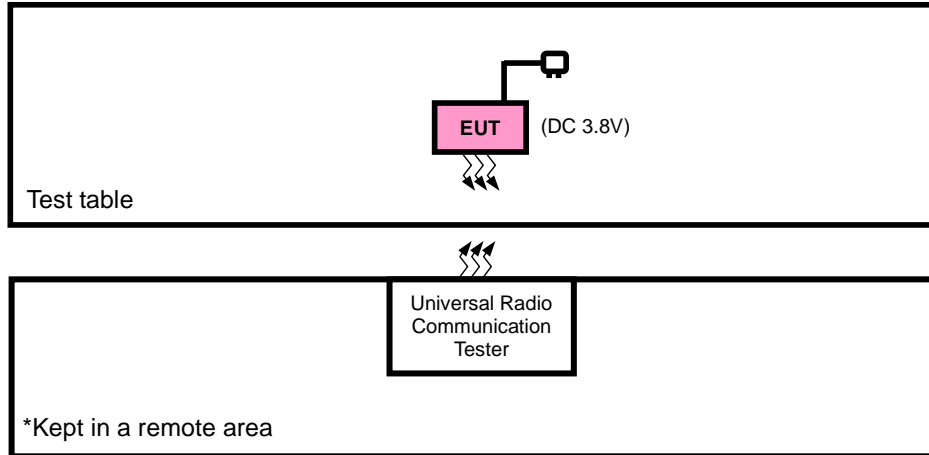 EUT
(DC 3.8V)
Test table
Universal Radio
Communication
Tester
*Kept in a remote area